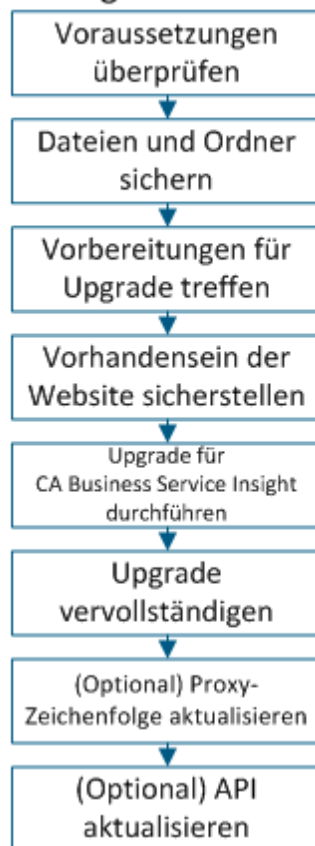 Voraussetzungen
überprüfen
Dateien und Ordner
sichern
Vorbereitungen für
Upgrade treffen
Vorhandensein der
Website sicherstellen
Upgrade für
CA Business Service Insight
durchführen
Upgrade
vervollständigen
(Optional) Proxy-
Zeichenfolge aktualisieren
(Optional) API
aktualisieren